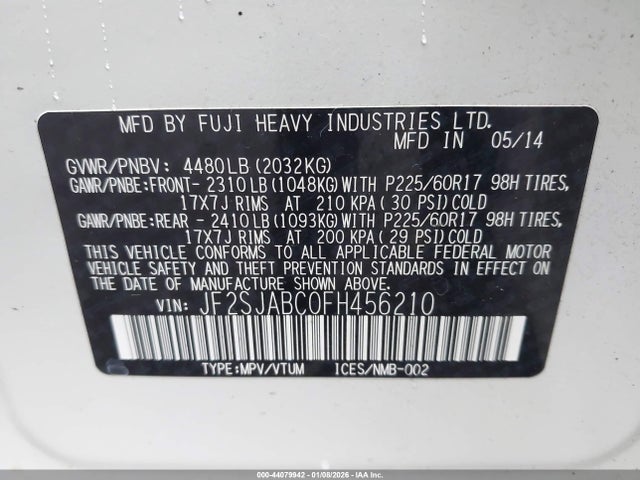 MFD BY FUJI HEAVY INDUSTRIES LTD.
MFD IN 05/14
GVWR/PNBV: 4480LB (2032KG)
GAWR/PNBE:FRONT- 2310LB (1048KG) WITH P225/60R17 98H TIRES,
17X7J RIMS AT 210 KPA ( 30 PSI) COLD
GAWR/PNBE:REAR - 2410LB (1093KG) WITH P225/60R17 98H TIRES,
17X7J RIMS AT 200 KPA ( 29 PSI) COLD
THIS VEHICLE CONFORMS TO ALL APPLICABLE FEDERAL MOTOR
VEHICLE SAFETY AND THEFT PREVENTION STANDARDS IN EFFECT ON
THE DATE OF MANUFACTURE SHOWN ABOVE.
VIN: JF2SJABC0FH456210
TYPE:MPV/VTUM ICES/NMB-002
000-44079942 - 01/08/2026 - IAA Inc.